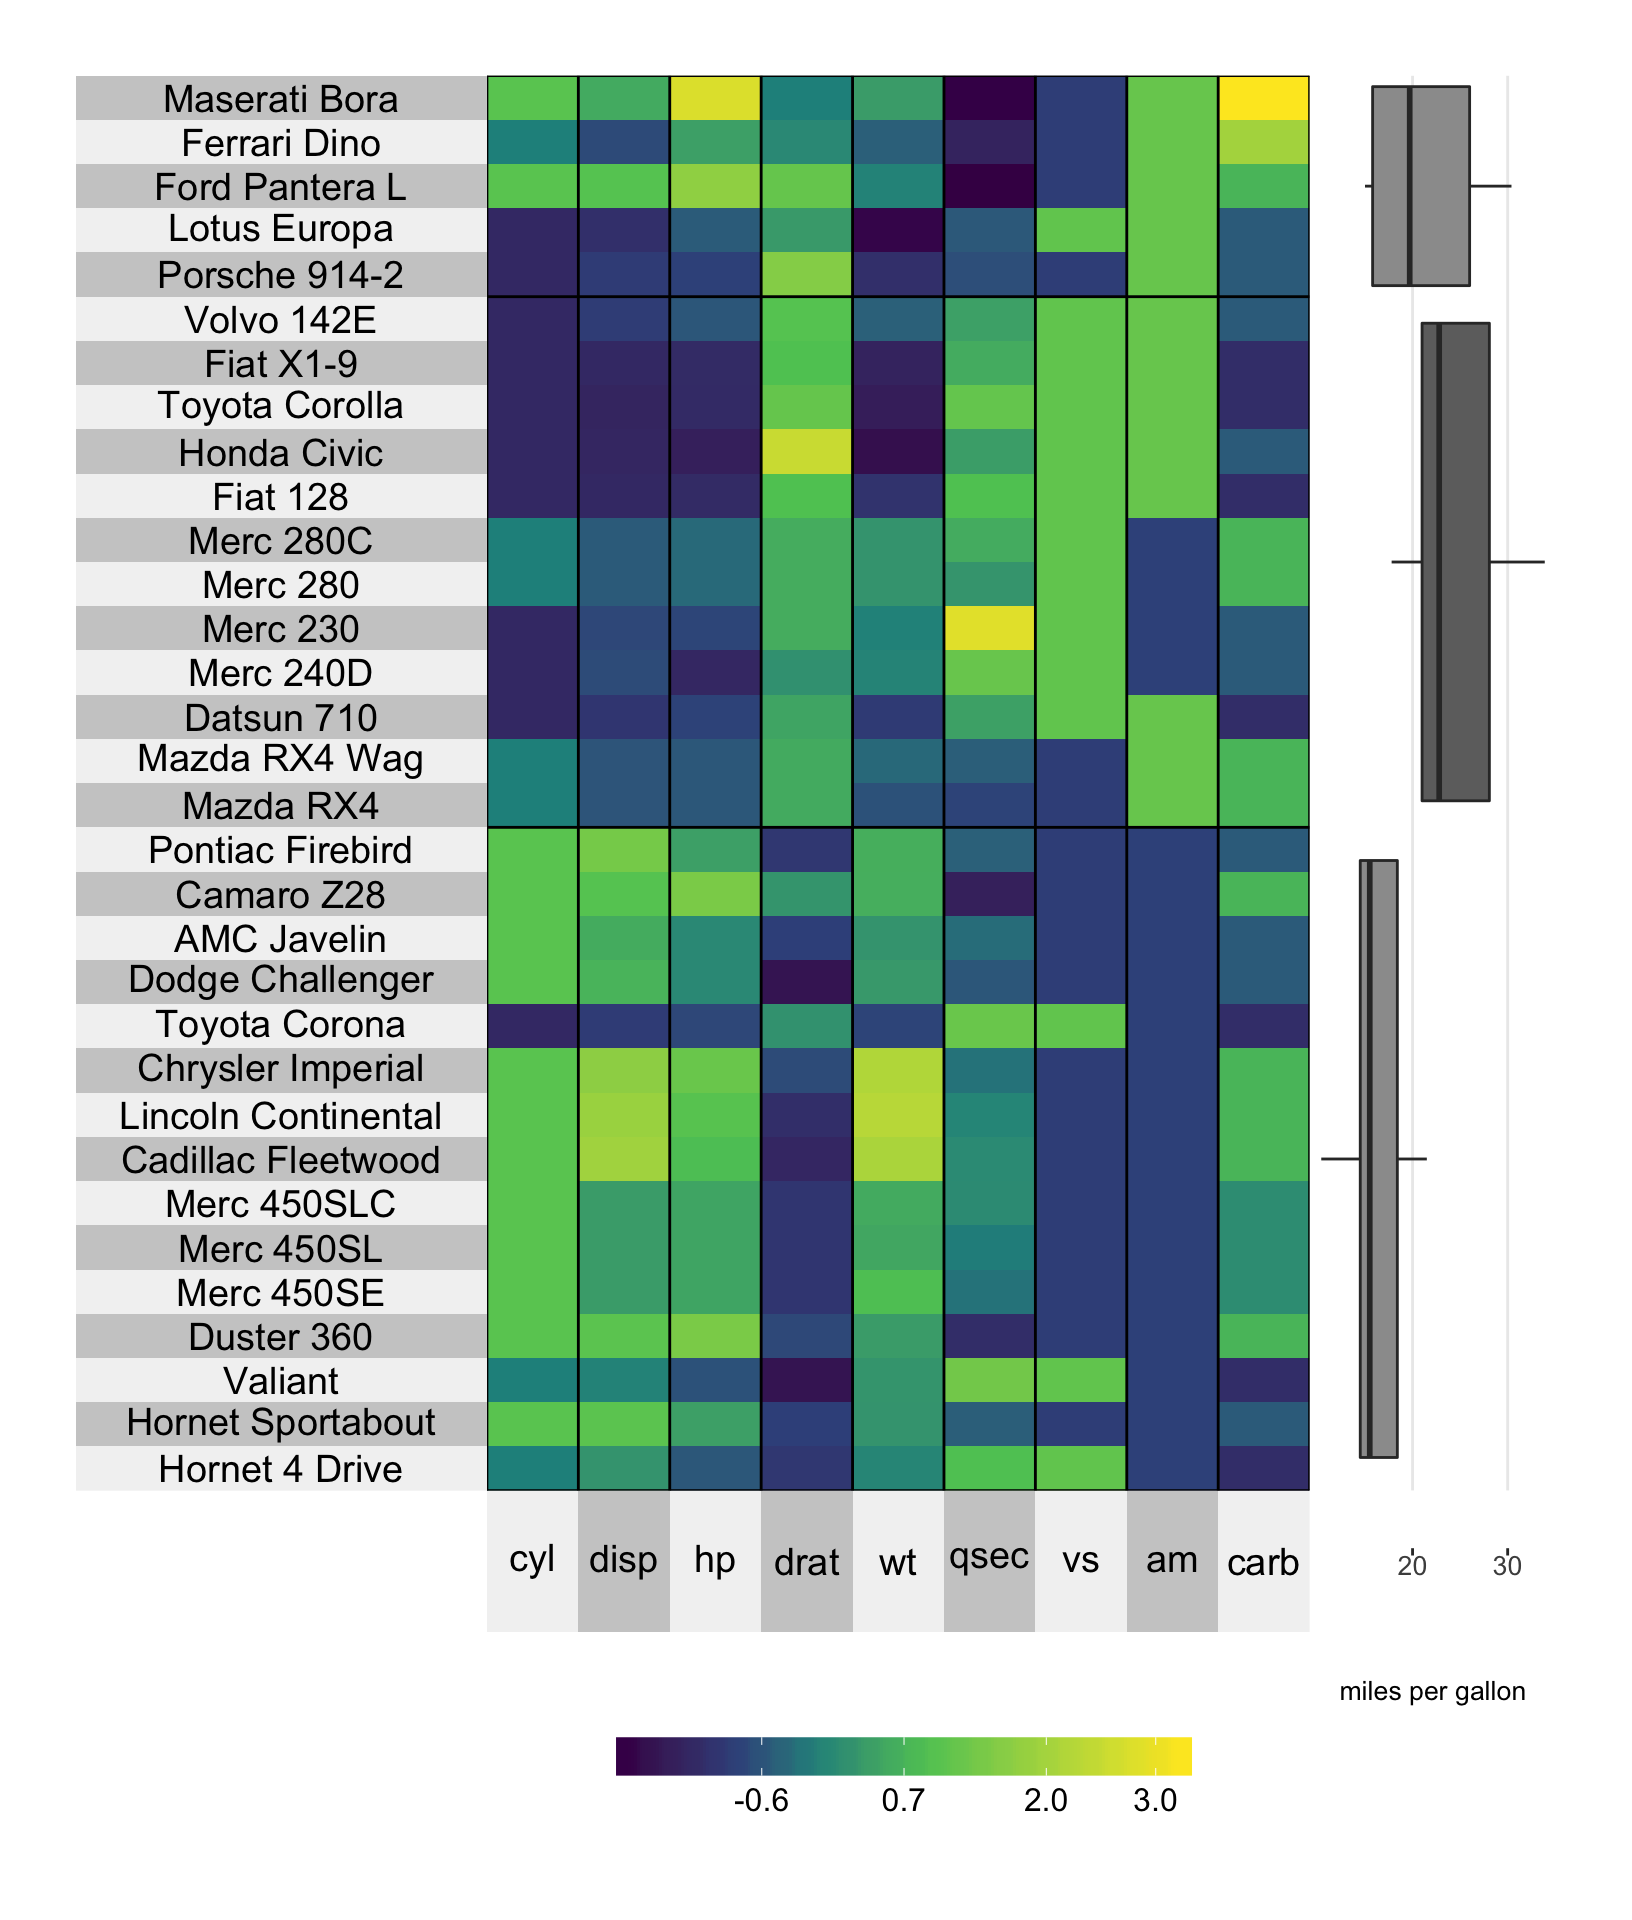 Maserati Bora
Ferrari Dino
Ford Pantera L
Lotus Europa
Porsche 914-2
Volvo 142E
Fiat X1-9
Toyota Corolla
Honda Civic
Fiat 128
Merc 280C
Merc 280
Merc 230
Merc 240D
Datsun 710
Mazda RX4 Wag
Mazda RX4
Pontiac Firebird
Camaro Z28
AMC Javelin
Dodge Challenger
Toyota Corona
Chrysler Imperial
Lincoln Continental
Cadillac Fleetwood
Merc 450SLC
Merc 450SL
Merc 450SE
Duster 360
Valiant
Hornet Sportabout
Hornet 4 Drive
cyl disp hp drat wt qsec vs am carb 20 30
miles per gallon
-0.6 0.7 2.0 3.0